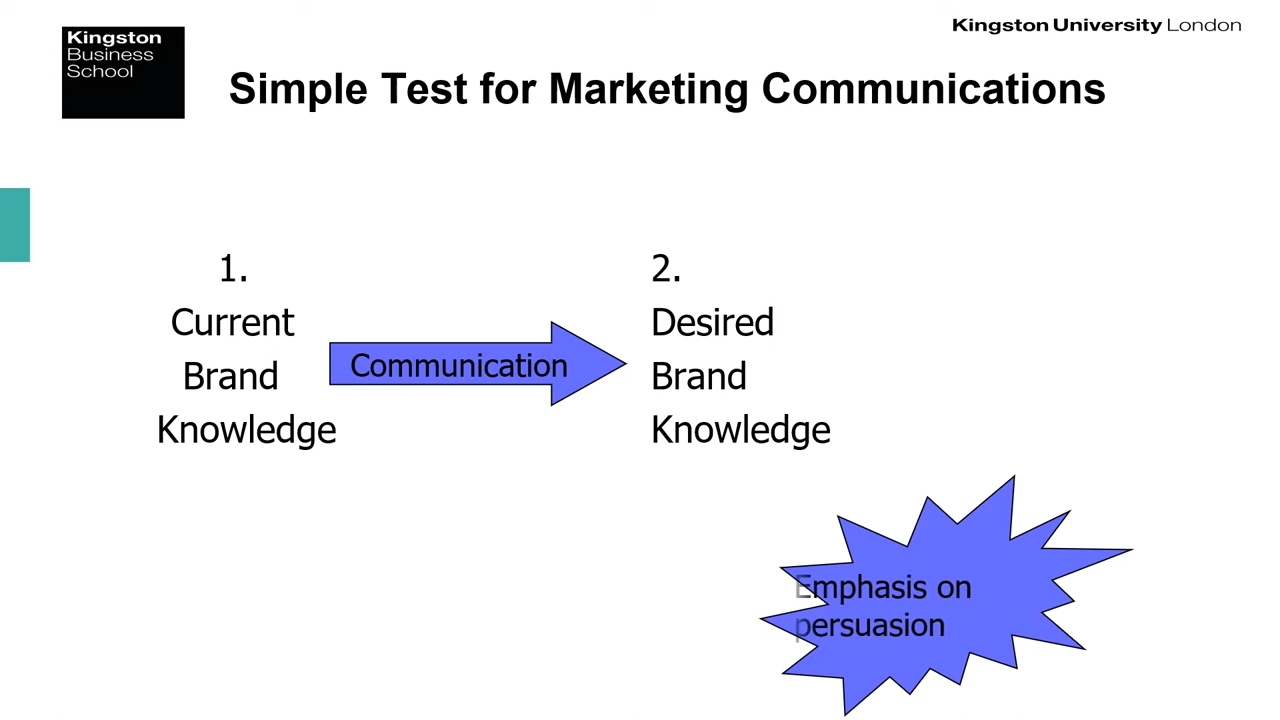 Kingston University London
Kingston
Business
School
Simple Test for Marketing Communications
1.
Current
Brand
Knowledge
Communication
2.
Desired
Brand
Knowledge
Emphasis on
persuasion